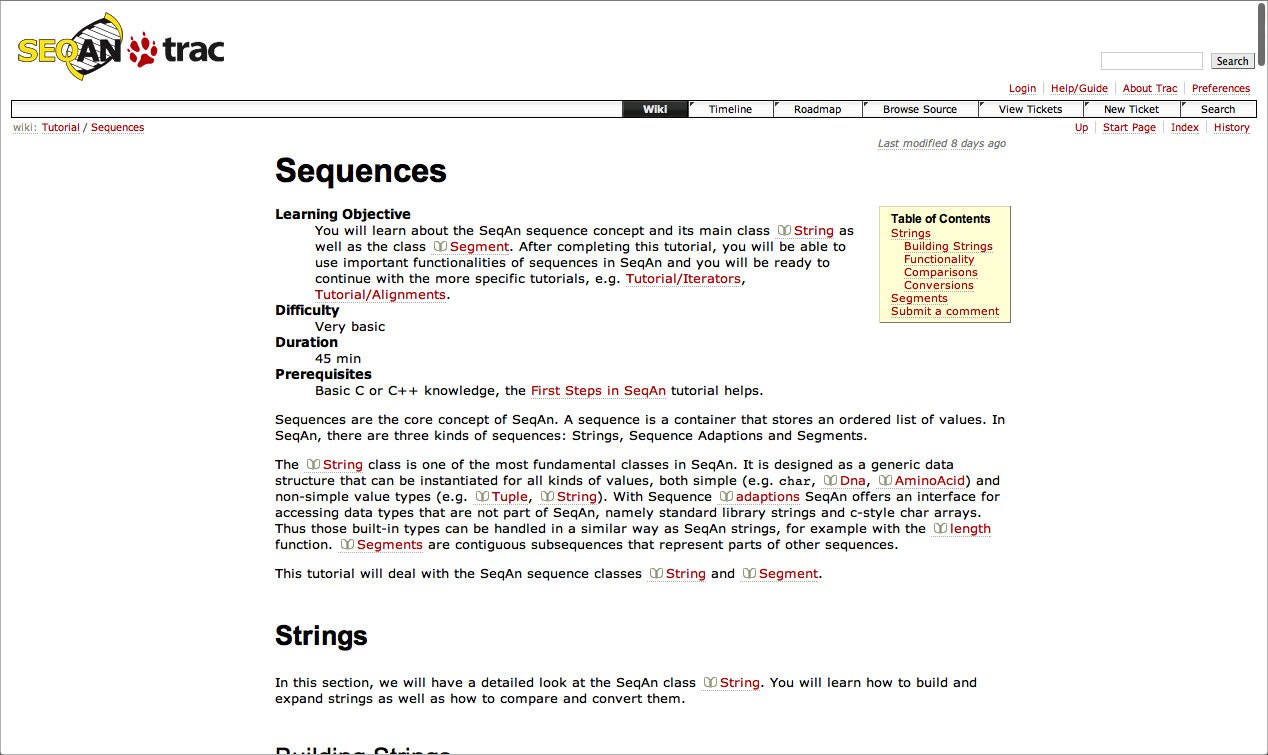 SEQAN trac
Search
Login Help/Guide About Trac Preferences
Wiki Timeline Roadmap Browse Source View Tickets New Ticket Search
wiki: Tutorial / Sequences
Up Start Page Index History
Last modified 8 days ago
Sequences
Learning Objective
You will learn about the SeqAn sequence concept and its main class String as
well as the class Segment. After completing this tutorial, you will be able to
use important functionalities of sequences in SeqAn and you will be ready to
continue with the more specific tutorials, e.g. Tutorial/Iterators,
Tutorial/Alignments.
Difficulty
Very basic
Duration
45 min
Prerequisites
Basic C or C++ knowledge, the First Steps in SeqAn tutorial helps.
Table of Contents
Strings
Building Strings
Functionality
Comparisons
Conversions
Segments
Submit a comment
Sequences are the core concept of SeqAn. A sequence is a container that stores an ordered list of values. In
SeqAn, there are three kinds of sequences: Strings, Sequence Adaptions and Segments.
The String class is one of the most fundamental classes in SeqAn. It is designed as a generic data
structure that can be instantiated for all kinds of values, both simple (e.g. char, Dna, AminoAcid) and
non-simple value types (e.g. Tuple, String). With Sequence adaptions SeqAn offers an interface for
accessing data types that are not part of SeqAn, namely standard library strings and c-style char arrays.
Thus those built-in types can be handled in a similar way as SeqAn strings, for example with the length
function. Segments are contiguous subsequences that represent parts of other sequences.
This tutorial will deal with the SeqAn sequence classes String and Segment.
Strings
In this section, we will have a detailed look at the SeqAn class String. You will learn how to build and
expand strings as well as how to compare and convert them.
Building Strings